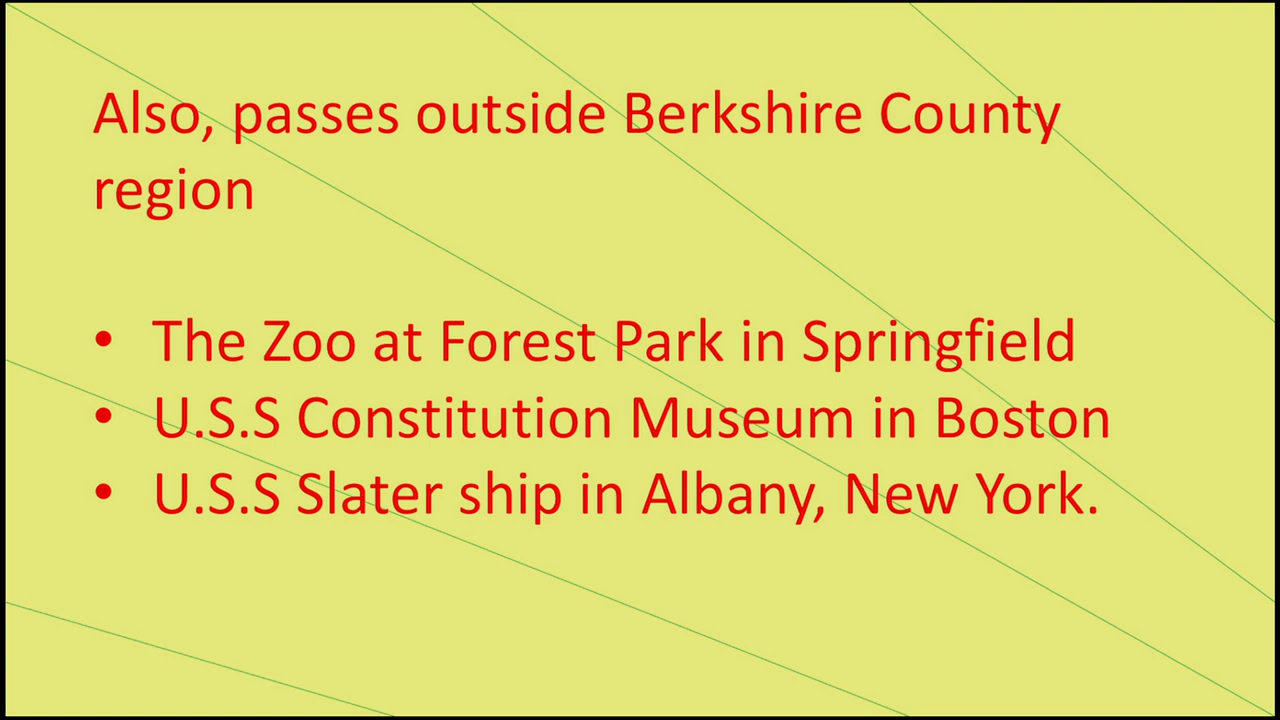 Also, passes outside Berkshire County
region
• The Zoo at Forest Park in Springfield
• U.S.S Constitution Museum in Boston
• U.S.S Slater ship in Albany, New York.